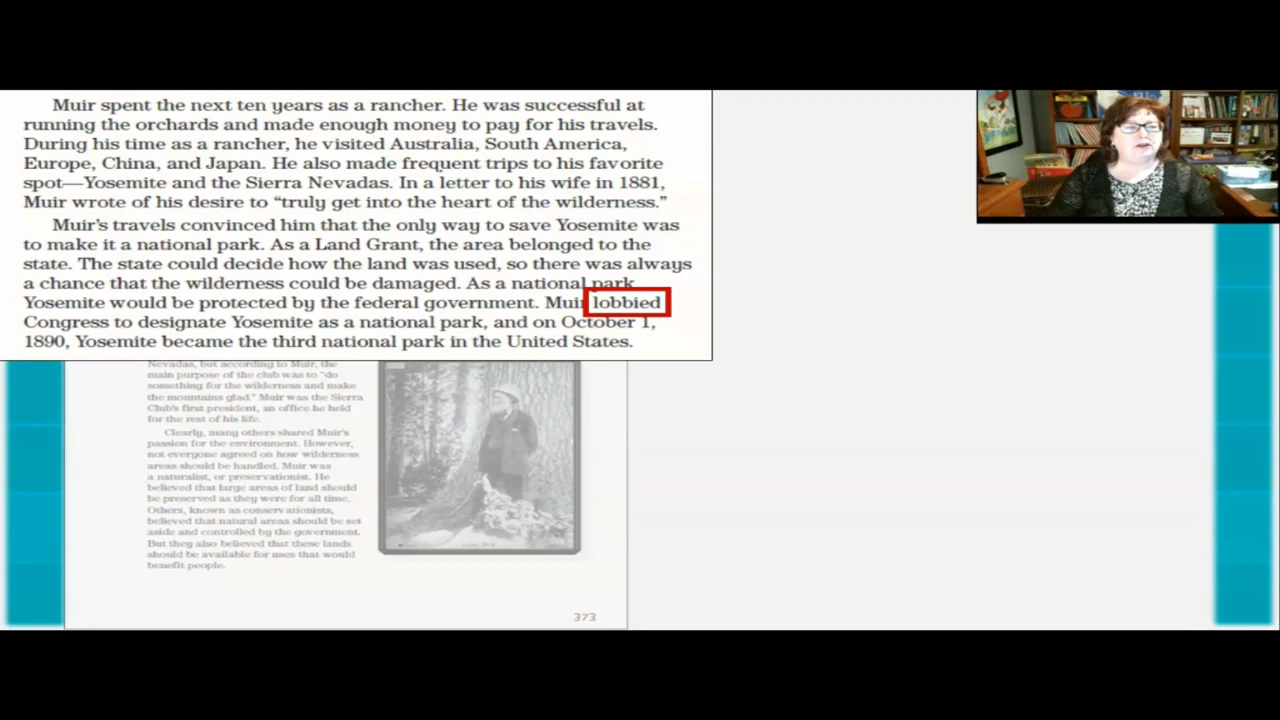 Muir spent the next ten years as a rancher. He was successful at
running the orchards and made enough money to pay for his travels.
During his time as a rancher, he visited Australia, South America,
Europe, China, and Japan. He also made frequent trips to his favorite
spot—Yosemite and the Sierra Nevadas. In a letter to his wife in 1881,
Muir wrote of his desire to “truly get into the heart of the wilderness.”
Muir’s travels convinced him that the only way to save Yosemite was
to make it a national park. As a Land Grant, the area belonged to the
state. The state could decide how the land was used, so there was always
a chance that the wilderness could be damaged. As a national park
Yosemite would be protected by the federal government. Muir lobbied
Congress to designate Yosemite as a national park, and on October 1,
1890, Yosemite became the third national park in the United States.
Nevadas, but according to Muir, the
main purpose of the club was to “do
something for the wilderness and make
the mountains glad.” Muir was the Sierra
Club’s first president, an office he held
for the rest of his life.
Clearly, many others shared Muir’s
passion for the environment. However,
not everyone agreed on how wilderness
areas should be handled. Muir was
a naturalist, or preservationist. He
believed that large areas of land should
be preserved as they were for all time.
Others, known as conservationists,
believed that natural areas should be set
aside and controlled by the government.
But they also believed that these lands
should be available for uses that would
benefit people.
373